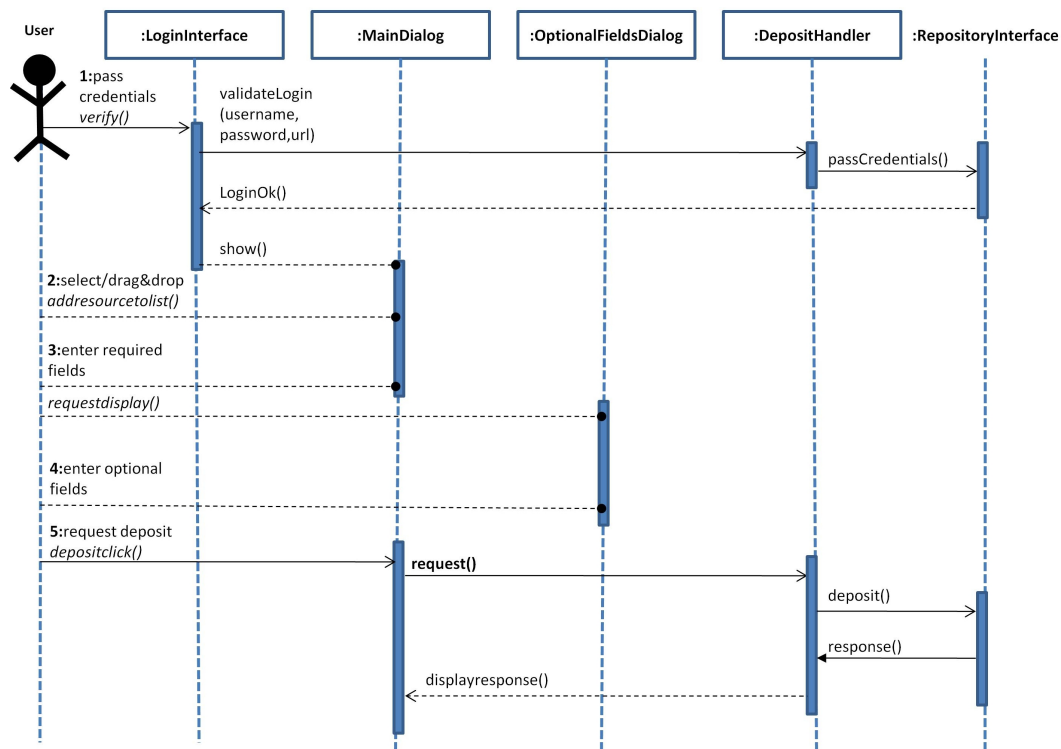 User
:LoginInterface
:MainDialog
:OptionalFieldsDialog
:DepositHandler
:RepositoryInterface
1:pass
credentials
verify()
validateLogin
(username,
password,url)
passCredentials()
LoginOk()
show()
2:select/drag&drop
addresourcetolist()
3:enter required
fields
requestdisplay()
4:enter optional
fields
5:request deposit
depositclick()
request()
deposit()
response()
displayresponse()